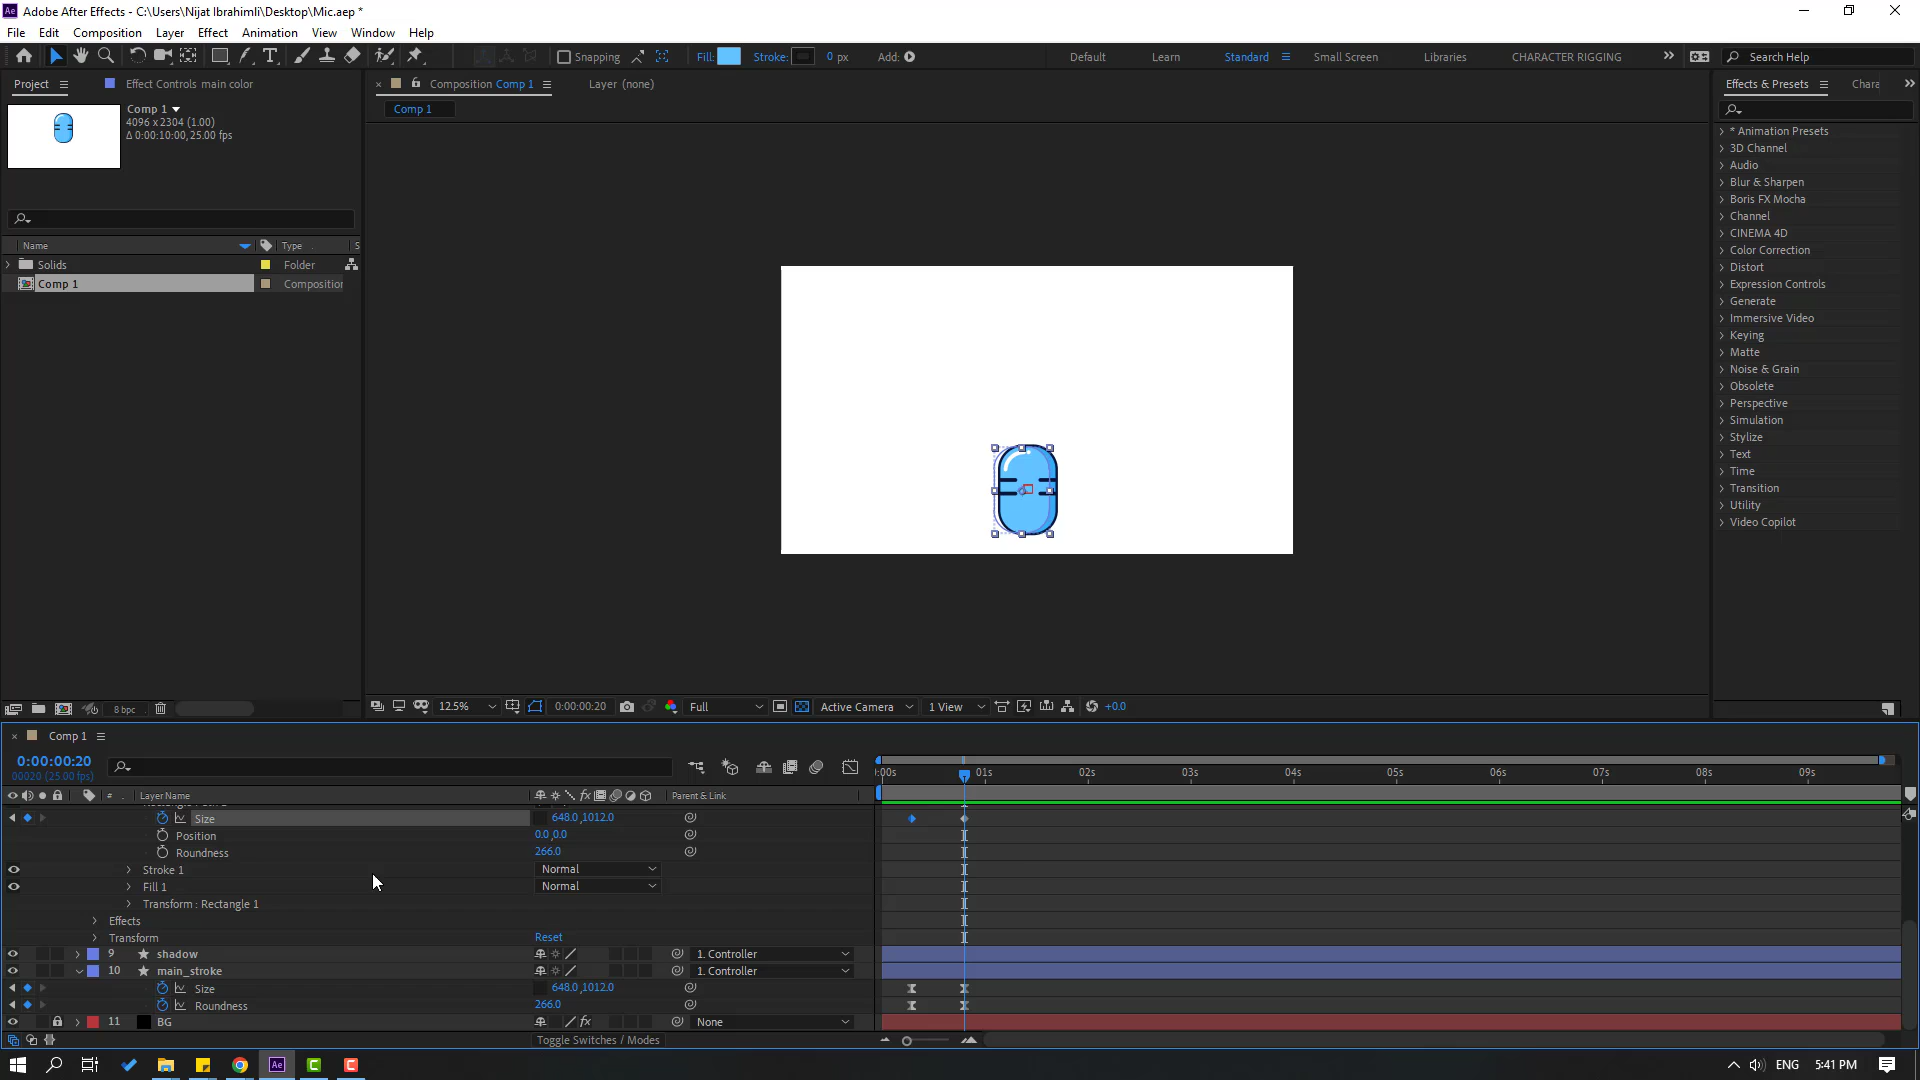 Ae Adobe After Effects - C:\Users\Nijat Ibrahimli\Desktop\Mic.aep *
File Edit Composition Layer Effect Animation View Window Help
Snapping Fill: Stroke: 0 px Add: Default Learn Standard Small Screen Libraries CHARACTER RIGGING Search Help
Project Effect Controls main color
Comp 1
4096 x 2304 (1.00)
Δ 0:00:10:00, 25.00 fps
Name Type S
Solids Folder
Comp 1 Composition
8 bpc
Composition Comp 1 Layer (none)
Comp 1
12.5% 0:00:00:20 Full Active Camera 1 View +0.0
Effects & Presets Chara
* Animation Presets
3D Channel
Audio
Blur & Sharpen
Boris FX Mocha
Channel
CINEMA 4D
Color Correction
Distort
Expression Controls
Generate
Immersive Video
Keying
Matte
Noise & Grain
Obsolete
Perspective
Simulation
Stylize
Text
Time
Transition
Utility
Video Copilot
Comp 1
0:00:00:20
00020 (25.00 fps)
:00s 01s 02s 03s 04s 05s 06s 07s 08s 09s
# Layer Name Parent & Link
Size 648.0,1012.0
Position 0.0,0.0
Roundness 266.0
Stroke 1 Normal
Fill 1 Normal
Transform : Rectangle 1
Effects
Transform Reset
9 shadow 1. Controller
10 main_stroke 1. Controller
Size 648.0,1012.0
Roundness 266.0
11 BG None
Toggle Switches / Modes
Ae ENG 5:41 PM